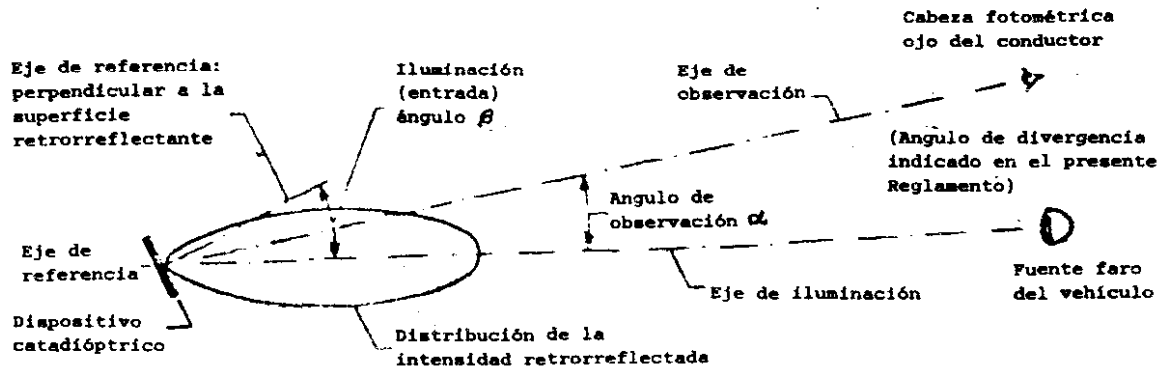 Cabeza fotométrica
ojo del conductor
Eje de referencia:
perpendicular a la
superficie
retrorreflectante
Iluminación
(entrada)
ángulo β
Eje de
observación
(Angulo de divergencia
indicado en el presente
Reglamento)
Angulo de
observación α
Eje de
referencia
Eje de iluminación
Fuente faro
del vehículo
Dispositivo
catadióptrico
Distribución de la
intensidad retrorreflectada